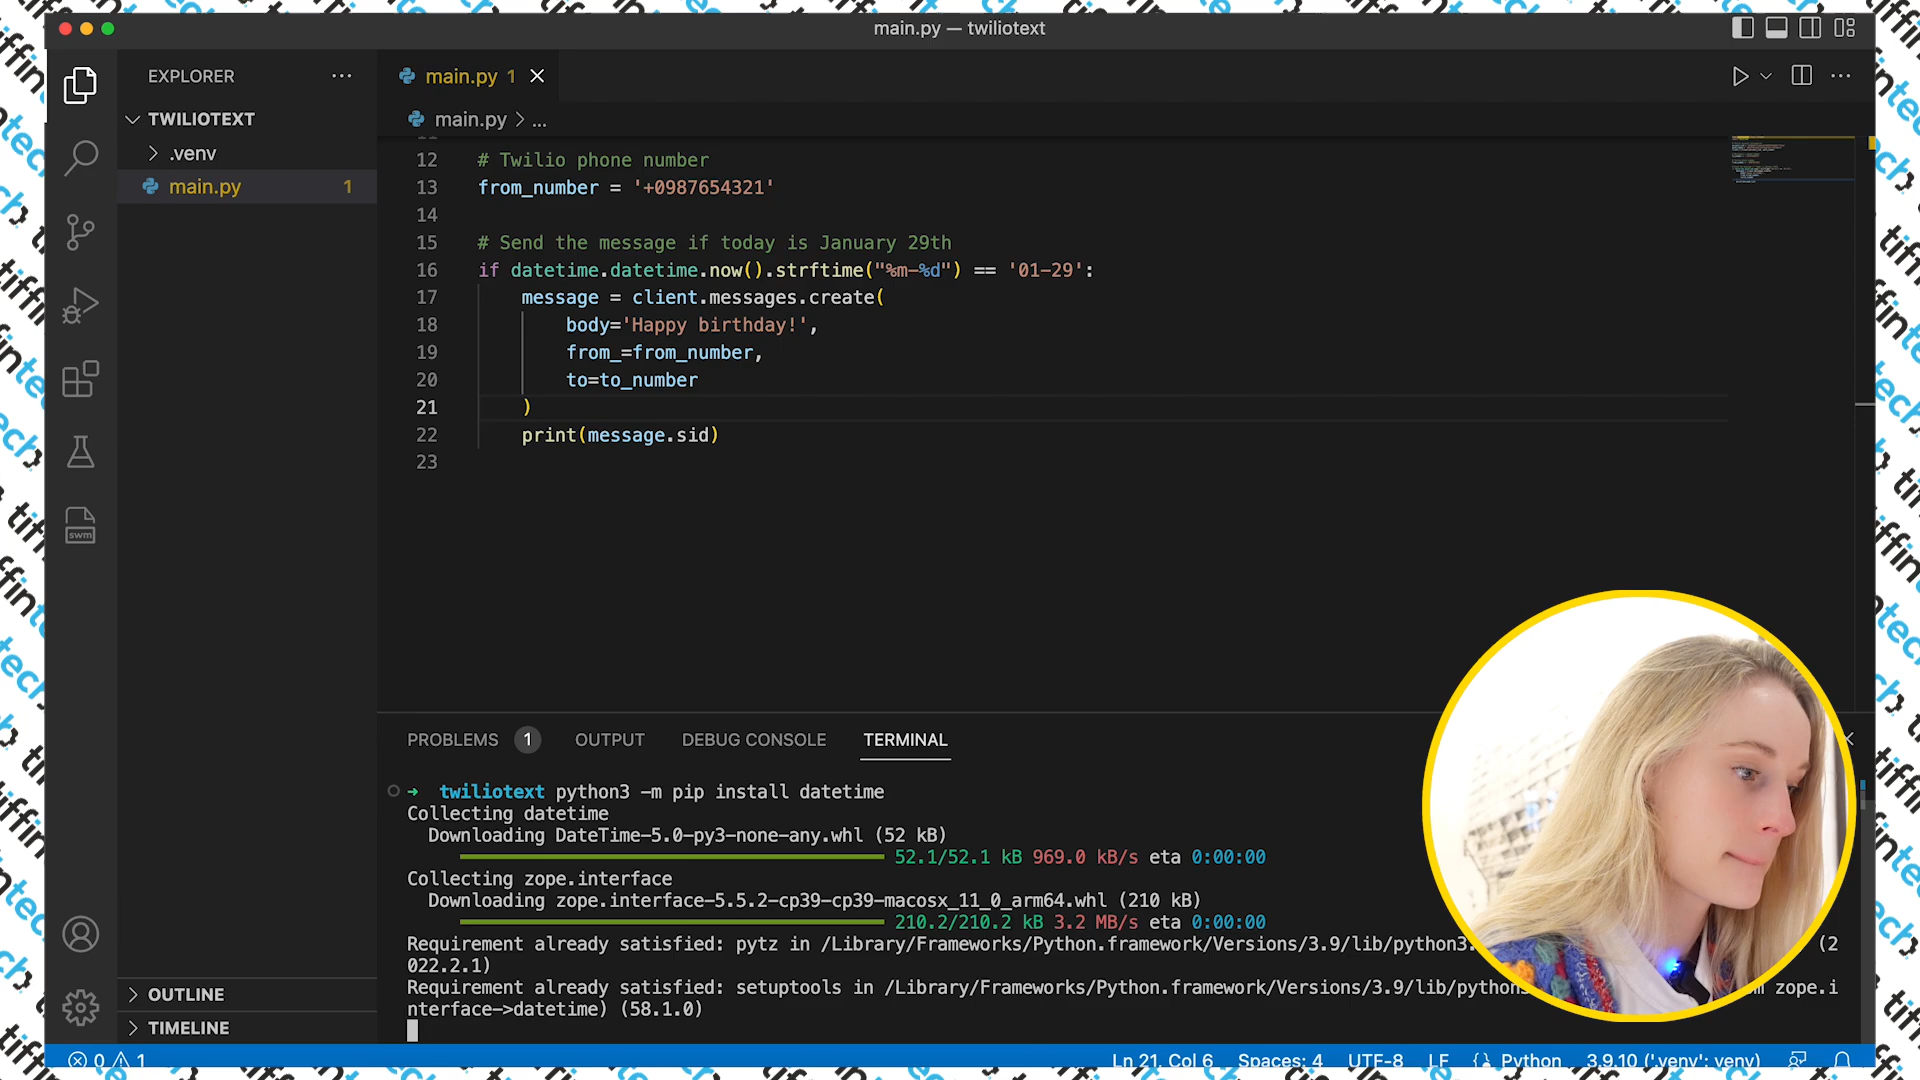 main.py — twiliotext
EXPLORER
main.py 1
TWILIOTEXT
main.py > ...
.venv
main.py 1
12 # Twilio phone number
13 from_number = '+0987654321'
14
15 # Send the message if today is January 29th
16 if datetime.datetime.now().strftime("%m-%d") == '01-29':
17 message = client.messages.create(
18 body='Happy birthday!',
19 from_=from_number,
20 to=to_number
21 )
22 print(message.sid)
23
swm
PROBLEMS 1 OUTPUT DEBUG CONSOLE TERMINAL
twiliotext python3 -m pip install datetime
Collecting datetime
Downloading DateTime-5.0-py3-none-any.whl (52 kB)
52.1/52.1 kB 969.0 kB/s eta 0:00:00
Collecting zope.interface
Downloading zope.interface-5.5.2-cp39-cp39-macosx_11_0_arm64.whl (210 kB)
210.2/210.2 kB 3.2 MB/s eta 0:00:00
Requirement already satisfied: pytz in /Library/Frameworks/Python.framework/Versions/3.9/lib/python3. (2
022.2.1)
Requirement already satisfied: setuptools in /Library/Frameworks/Python.framework/Versions/3.9/lib/python zope.i
nterface->datetime) (58.1.0)
OUTLINE
TIMELINE
0 1
Ln 21, Col 6 Spaces: 4 UTF-8 LF Python 3.9.10 ('.venv': venv)
tiffintech